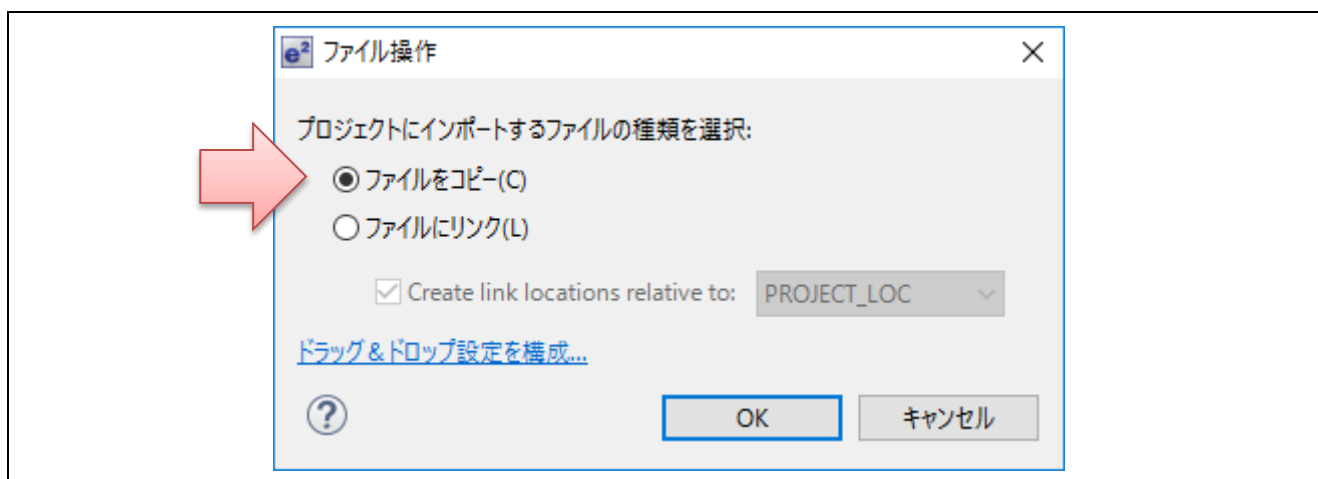 e² ファイル操作
プロジェクトにインポートするファイルの種類を選択:
ファイルをコピー(C)
ファイルにリンク(L)
Create link locations relative to: PROJECT_LOC
ドラッグ&ドロップ設定を構成...
? OK キャンセル